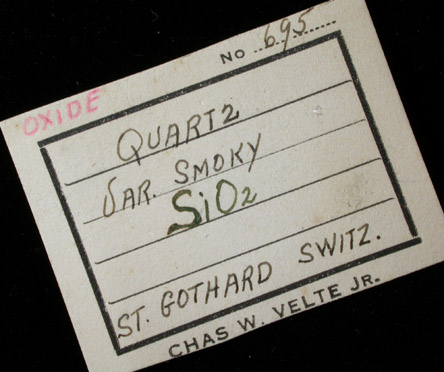 No 695
OXIDE
QUARTZ
VAR. SMOKY
SiO2
ST. GOTHARD SWITZ.
CHAS W. VELTE JR.